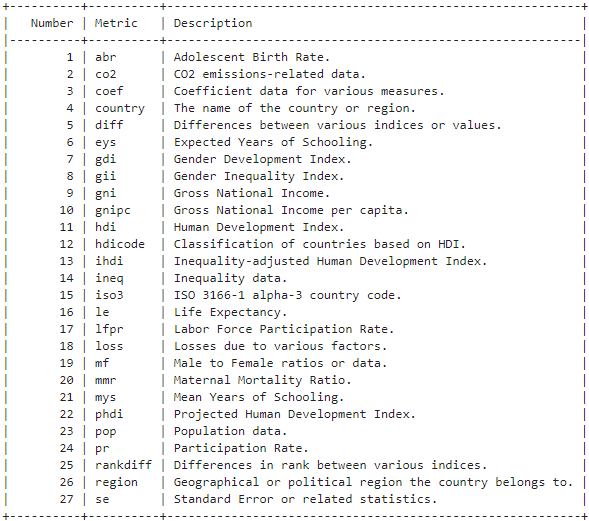 Number | Metric | Description
1 | abr | Adolescent Birth Rate.
2 | co2 | CO2 emissions-related data.
3 | coef | Coefficient data for various measures.
4 | country | The name of the country or region.
5 | diff | Differences between various indices or values.
6 | eys | Expected Years of Schooling.
7 | gdi | Gender Development Index.
8 | gii | Gender Inequality Index.
9 | gni | Gross National Income.
10 | gnipc | Gross National Income per capita.
11 | hdi | Human Development Index.
12 | hdicode | Classification of countries based on HDI.
13 | ihdi | Inequality-adjusted Human Development Index.
14 | ineq | Inequality data.
15 | iso3 | ISO 3166-1 alpha-3 country code.
16 | le | Life Expectancy.
17 | lfpr | Labor Force Participation Rate.
18 | loss | Losses due to various factors.
19 | mf | Male to Female ratios or data.
20 | mmr | Maternal Mortality Ratio.
21 | mys | Mean Years of Schooling.
22 | phdi | Projected Human Development Index.
23 | pop | Population data.
24 | pr | Participation Rate.
25 | rankdiff | Differences in rank between various indices.
26 | region | Geographical or political region the country belongs to.
27 | se | Standard Error or related statistics.